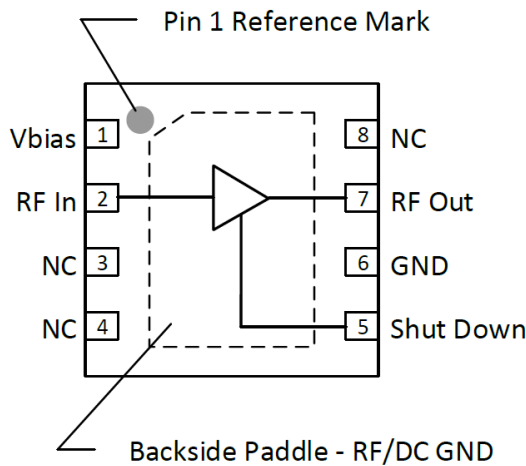 Pin 1 Reference Mark
Vbias 1
8 NC
RF In 2
7 RF Out
NC 3
6 GND
NC 4
5 Shut Down
Backside Paddle - RF/DC GND